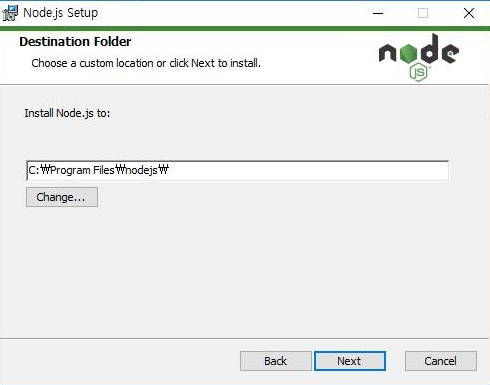 Node.js Setup
Destination Folder
Choose a custom location or click Next to install.
node
JS
Install Node.js to:
C:₩Program Files₩nodejs₩
Change...
Back
Next
Cancel